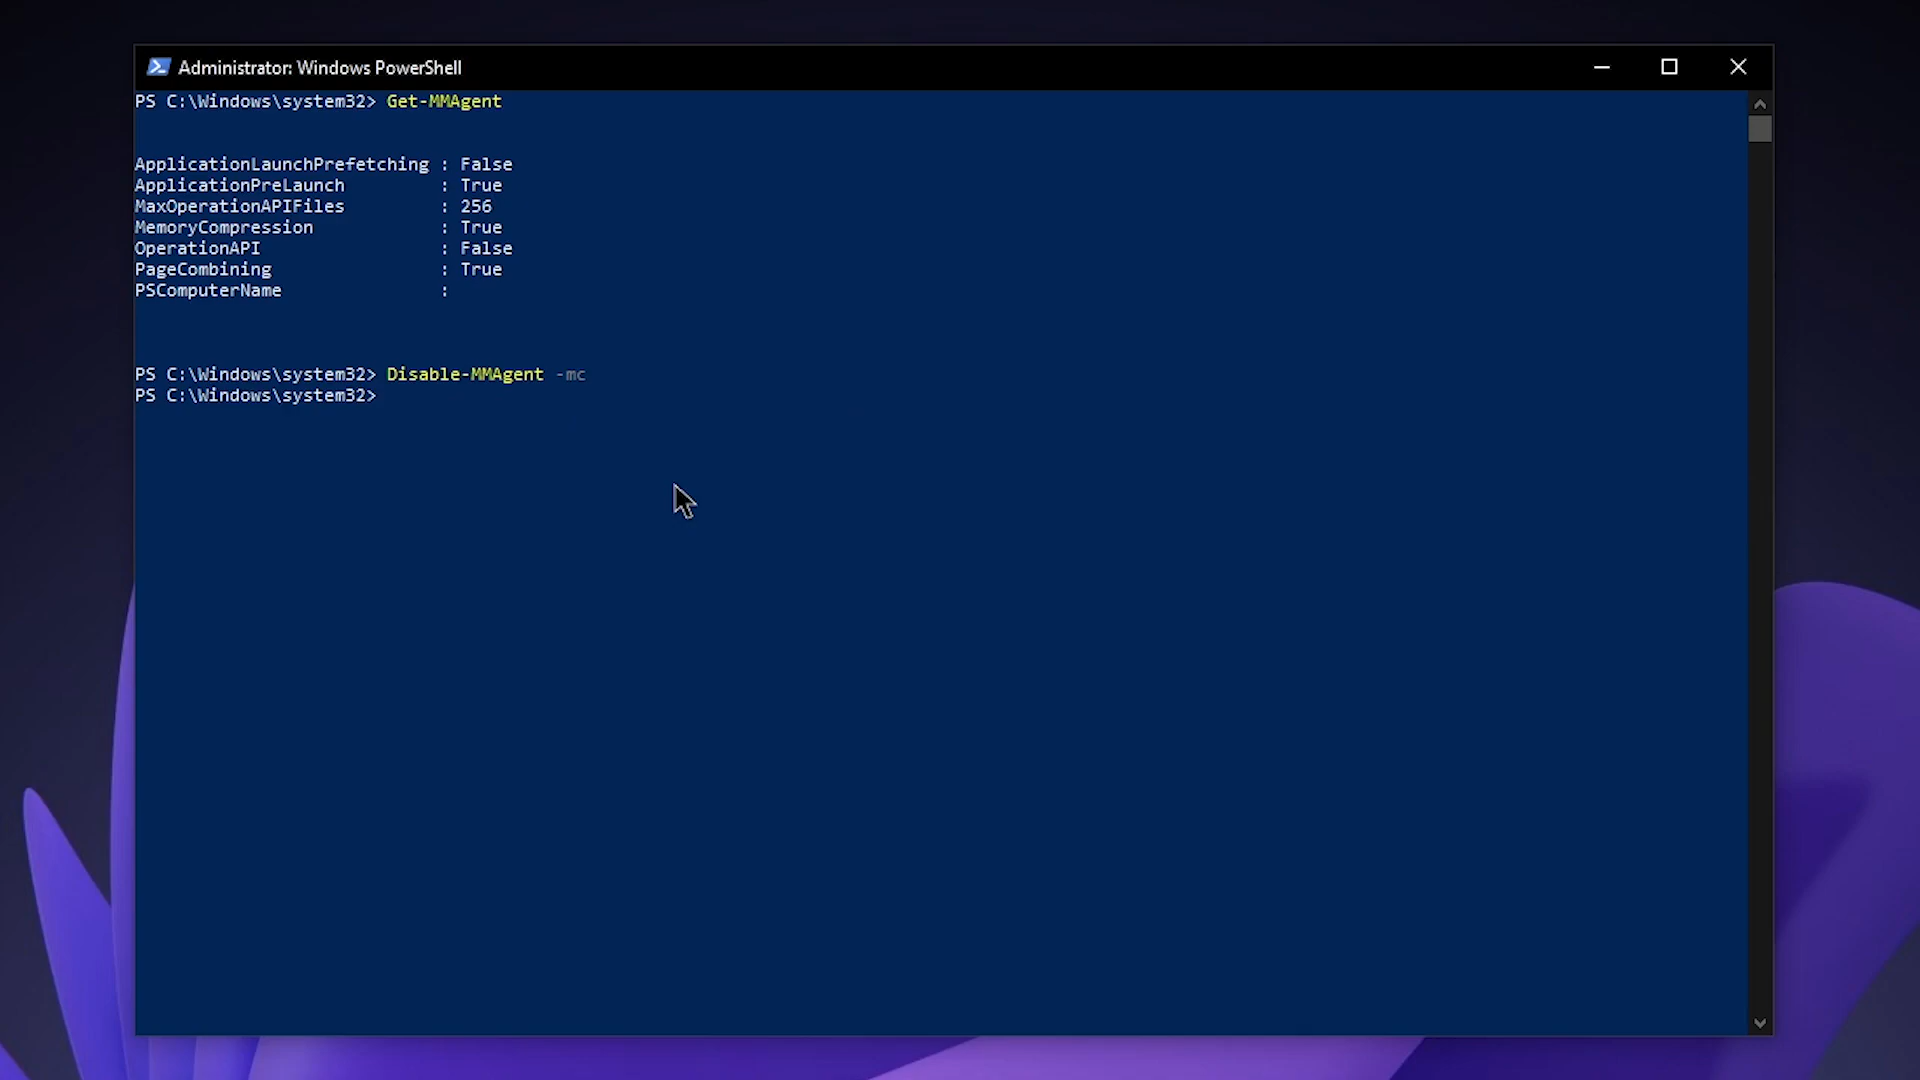 Administrator: Windows PowerShell
PS C:\Windows\system32> Get-MMAgent
ApplicationLaunchPrefetching : False
ApplicationPreLaunch : True
MaxOperationAPIFiles : 256
MemoryCompression : True
OperationAPI : False
PageCombining : True
PSComputerName :
PS C:\Windows\system32> Disable-MMAgent -mc
PS C:\Windows\system32>